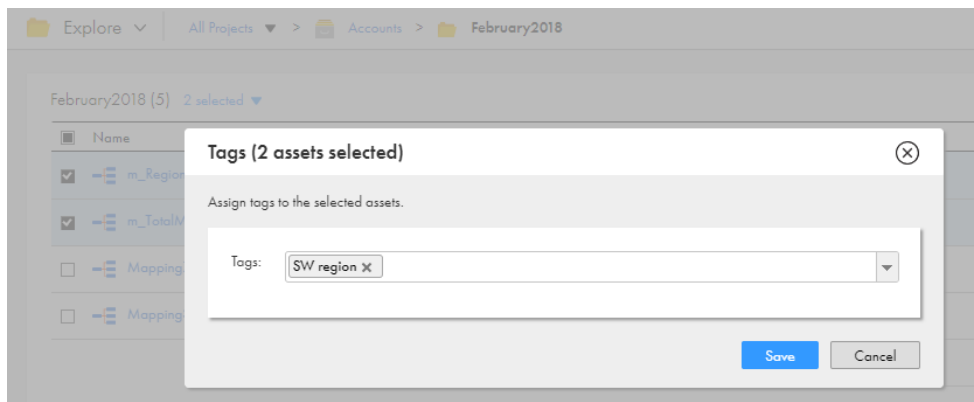 Explore All Projects > Accounts > February2018
February2018 (5) 2 selected
Name
Tags (2 assets selected)
m_Region
Assign tags to the selected assets.
m_TotalM
Tags: SW region
Mapping
Mapping
Save Cancel